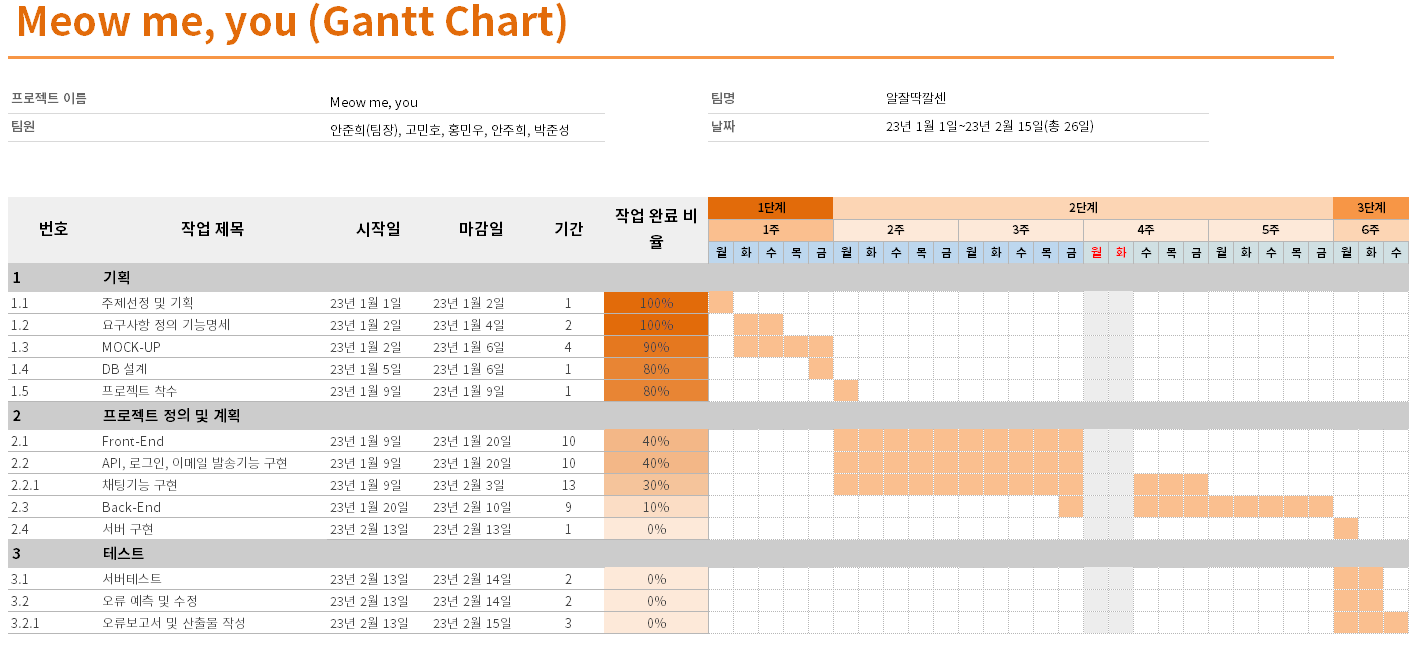 Meow me, you (Gantt Chart)
프로젝트 이름 Meow me, you 팀명 알잘딱깔센
팀원 안준희(팀장), 고민호, 홍민우, 안주희, 박준성 날짜 23년 1월 1일~23년 2월 15일(총 26일)
번호 작업 제목 시작일 마감일 기간 작업 완료 비율 1단계 2단계 3단계
1주 2주 3주 4주 5주 6주
월 화 수 목 금 월 화 수 목 금 월 화 수 목 금 월 화 수 목 금 월 화 수 목 금 월 화 수
1 기획
1.1 주제선정 및 기획 23년 1월 1일 23년 1월 2일 1 100%
1.2 요구사항 정의 기능명세 23년 1월 2일 23년 1월 4일 2 100%
1.3 MOCK-UP 23년 1월 2일 23년 1월 6일 4 90%
1.4 DB 설계 23년 1월 5일 23년 1월 6일 1 80%
1.5 프로젝트 착수 23년 1월 9일 23년 1월 9일 1 80%
2 프로젝트 정의 및 계획
2.1 Front-End 23년 1월 9일 23년 1월 20일 10 40%
2.2 API, 로그인, 이메일 발송기능 구현 23년 1월 9일 23년 1월 20일 10 40%
2.2.1 채팅기능 구현 23년 1월 9일 23년 2월 3일 13 30%
2.3 Back-End 23년 1월 20일 23년 2월 10일 9 10%
2.4 서버 구현 23년 2월 13일 23년 2월 13일 1 0%
3 테스트
3.1 서버테스트 23년 2월 13일 23년 2월 14일 2 0%
3.2 오류 예측 및 수정 23년 2월 13일 23년 2월 14일 2 0%
3.2.1 오류보고서 및 산출물 작성 23년 2월 13일 23년 2월 15일 3 0%